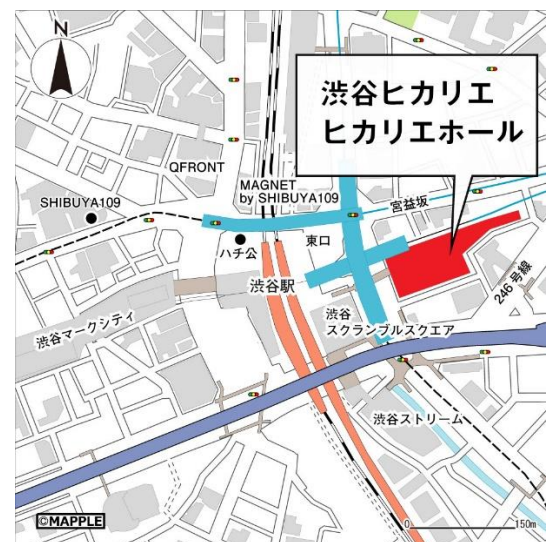 N
渋谷ヒカリエ
ヒカリエホール
QFRONT
MAGNET
by SHIBUYA109
宮益坂
SHIBUYA109
ハチ公
東口
渋谷駅
246号線
渋谷
スクランブルスクエア
渋谷マークシティ
渋谷ストリーム
©MAPPLE
0
150m